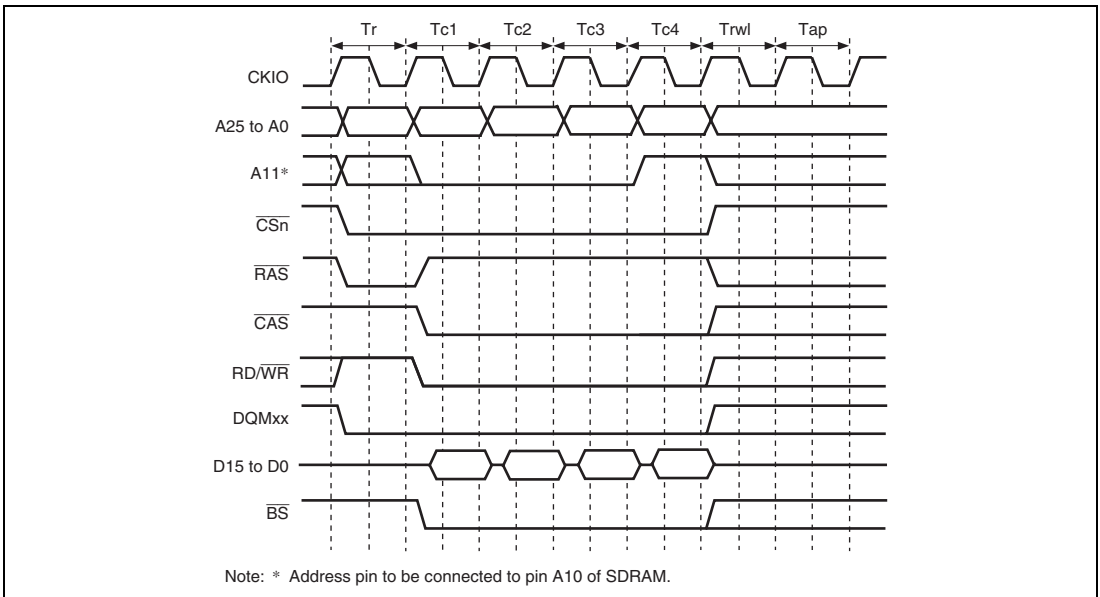 Tr Tc1 Tc2 Tc3 Tc4 Trwl Tap
CKIO
A25 to A0
A11*
CSn
RAS
CAS
RD/WR
DQMxx
D15 to D0
BS
Note: * Address pin to be connected to pin A10 of SDRAM.